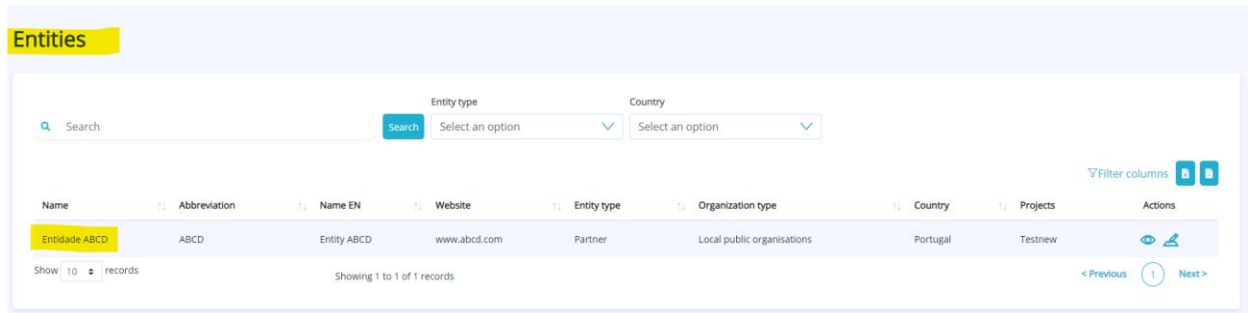 Entities
Entity type Country
Search Search Select an option Select an option
Filter columns
Name Abbreviation Name EN Website Entity type Organization type Country Projects Actions
Entidade ABCD ABCD Entity ABCD www.abcd.com Partner Local public organisations Portugal Testnew
Show 10 records Showing 1 to 1 of 1 records < Previous 1 Next >